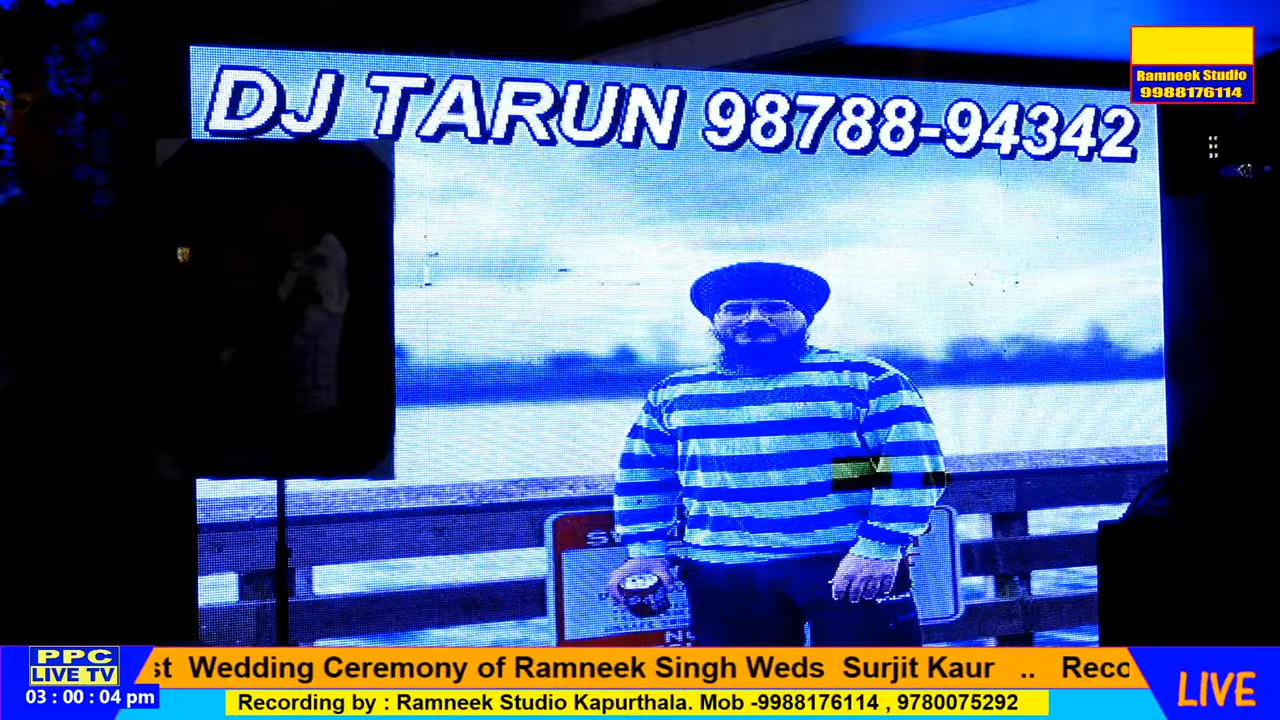 DJ TARUN 98788-94342
Ramneek Studio
9988176114
PPC
LIVE TV
03 : 00 : 04 pm
st Wedding Ceremony of Ramneek Singh Weds Surjit Kaur .. Reco
Recording by : Ramneek Studio Kapurthala. Mob -9988176114 , 9780075292
LIVE